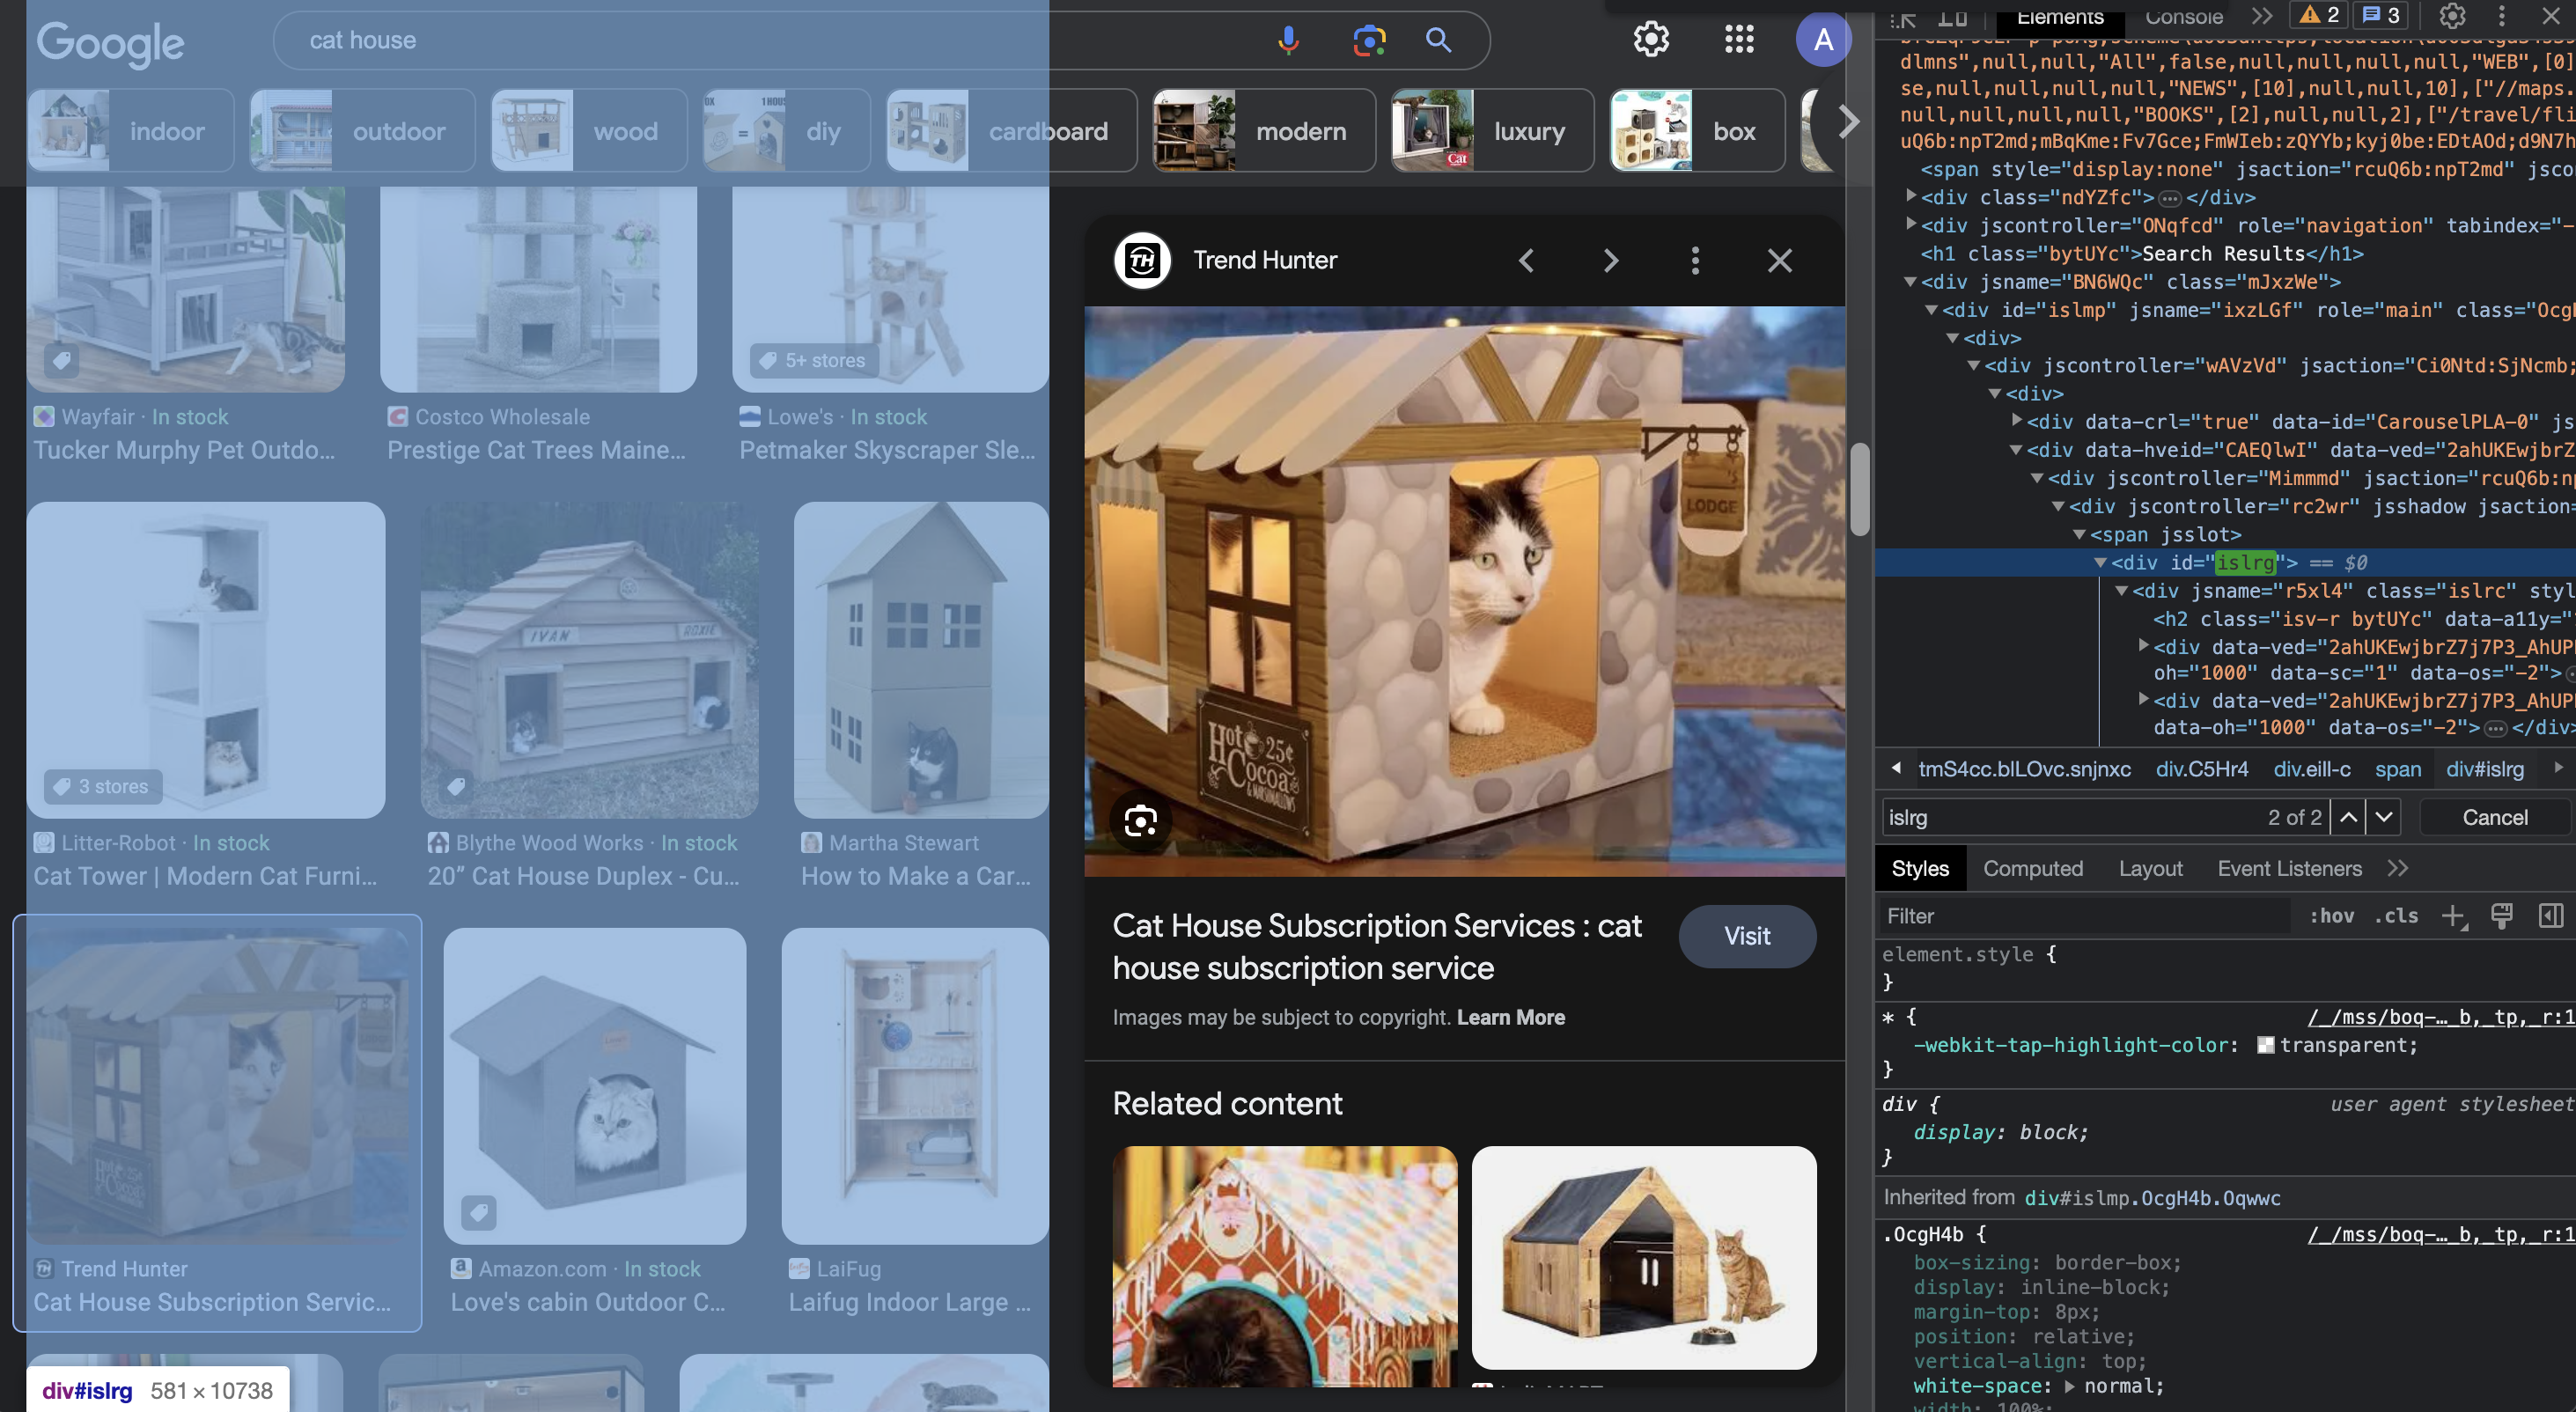 Google
cat house
A
indoor
outdoor
wood
diy
cardboard
modern
luxury
box
5+ stores
Wayfair · In stock
Tucker Murphy Pet Outdo...
Costco Wholesale
Prestige Cat Trees Maine...
Lowe's · In stock
Petmaker Skyscraper Sle...
IVAN
ROXIE
3 stores
Litter-Robot · In stock
Cat Tower | Modern Cat Furni...
Blythe Wood Works · In stock
20” Cat House Duplex - Cu...
Martha Stewart
How to Make a Car...
Trend Hunter
Cat House Subscription Servic...
Amazon.com · In stock
Love's cabin Outdoor C...
LaiFug
Laifug Indoor Large ...
div#islrg 581 × 10738
TH
Trend Hunter
LODGE
Hot 25¢
Cocoa
& MARSHMALLOWS
Cat House Subscription Services : cat
house subscription service
Visit
Images may be subject to copyright. Learn More
Related content
Elements
Console
2
3
dlmns",null,null,"All",false,null,null,null,null,"WEB",[0]
se,null,null,null,"NEWS",[10],null,null,10],["//maps.
null,null,null,null,"BOOKS",[2],null,null,2],["/travel/fli
uQ6b:npT2md;mBqKme:Fv7Gce;FmWIeb:zQYYb;kyj0be:EDtAOd;d9N7h
<span style="display:none" jsaction="rcuQ6b:npT2md" jsco
<div class="ndYZfc">…</div>
<div jscontroller="ONqfcd" role="navigation" tabindex="-
<h1 class="bytUYc">Search Results</h1>
<div jsname="BN6WQc" class="mJxzWe">
<div id="islmp" jsname="ixzLGf" role="main" class="Ocgh
<div>
<div jscontroller="wAVzVd" jsaction="Ci0Ntd:SjNcmb;
<div>
<div data-crl="true" data-id="CarouselPLA-0" js
<div data-hveid="CAEQlwI" data-ved="2ahUKEwjbrZ
<div jscontroller="Mimmmd" jsaction="rcuQ6b:np
<div jscontroller="rc2wr" jsshadow jsaction=
<span jsslot>
<div id="islrg"> == $0
<div jsname="r5xl4" class="islrc" styl
<h2 class="isv-r bytUYc" data-a11y="
<div data-ved="2ahUKEwjbrZ7j7P3_AhUP
oh="1000" data-sc="1" data-os="-2">
<div data-ved="2ahUKEwjbrZ7j7P3_AhUP
data-oh="1000" data-os="-2">…</div>
tmS4cc.blLOvc.snjnxc div.C5Hr4 div.eill-c span div#islrg
islrg 2 of 2 Cancel
Styles Computed Layout Event Listeners
Filter :hov .cls
element.style {
}
* { /_/mss/boq-…_b,_tp,_r:1
-webkit-tap-highlight-color: transparent;
}
div { user agent stylesheet
display: block;
}
Inherited from div#islmp.OcgH4b.Oqwwc
.OcgH4b { /_/mss/boq-…_b,_tp,_r:1
box-sizing: border-box;
display: inline-block;
margin-top: 8px;
position: relative;
vertical-align: top;
white-space: normal;
width: 100%;